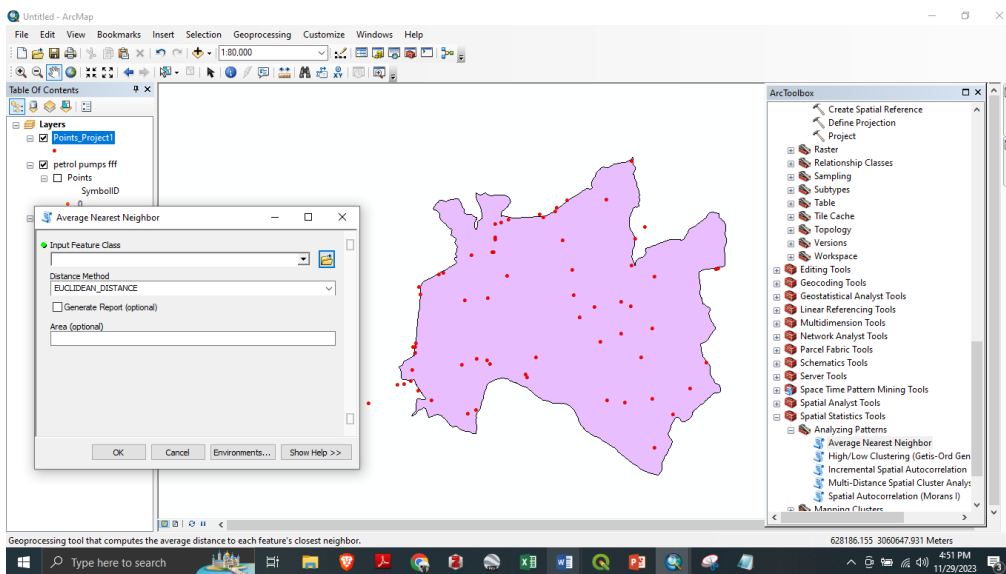 Untitled - ArcMap
File Edit View Bookmarks Insert Selection Geoprocessing Customize Windows Help
1:80,000
Table Of Contents
Layers
Points_Project1
petrol pumps fff
Points
SymbolID
0
Average Nearest Neighbor
Input Feature Class
Distance Method
EUCLIDEAN_DISTANCE
Generate Report (optional)
Area (optional)
OK Cancel Environments... Show Help >>
ArcToolbox
Create Spatial Reference
Define Projection
Project
Raster
Relationship Classes
Sampling
Subtypes
Table
Tile Cache
Topology
Versions
Workspace
Editing Tools
Geocoding Tools
Geostatistical Analyst Tools
Linear Referencing Tools
Multidimension Tools
Network Analyst Tools
Parcel Fabric Tools
Schematics Tools
Server Tools
Space Time Pattern Mining Tools
Spatial Analyst Tools
Spatial Statistics Tools
Analyzing Patterns
Average Nearest Neighbor
High/Low Clustering (Getis-Ord Gen
Incremental Spatial Autocorrelation
Multi-Distance Spatial Cluster Analys
Spatial Autocorrelation (Morans I)
Mapping Clusters
Geoprocessing tool that computes the average distance to each feature's closest neighbor.
628186.155 3060647.931 Meters
Type here to search
4:51 PM
11/29/2023